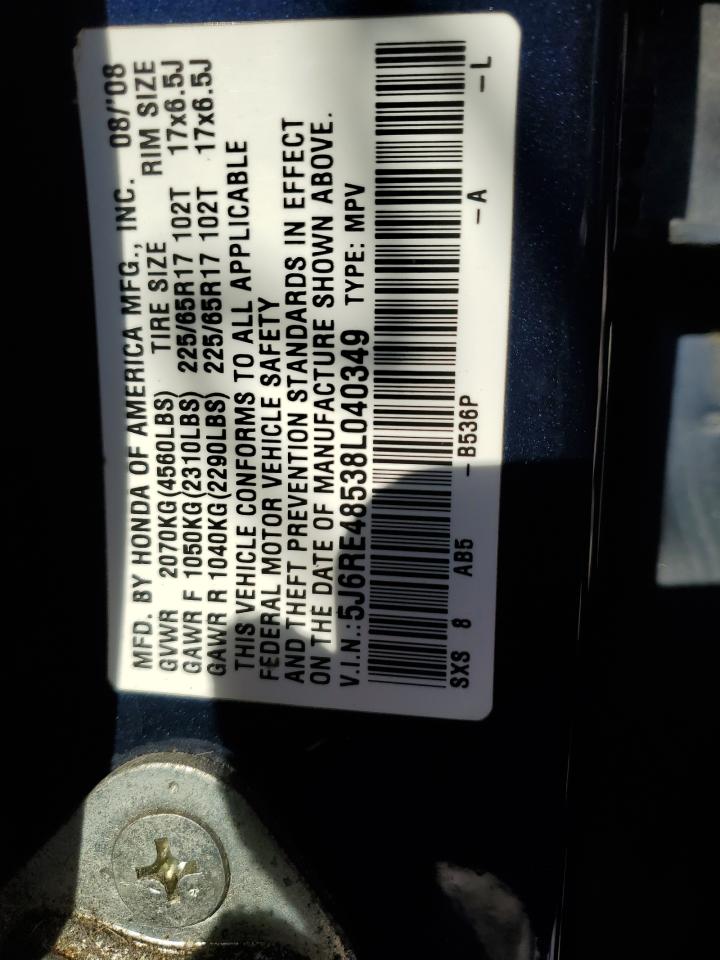 MFD. BY HONDA OF AMERICA MFG., INC. 08/'08
GVWR 2070KG(4560LBS) TIRE SIZE RIM SIZE
GAWR F 1050KG(2310LBS) 225/65R17 102T 17x6.5J
GAWR R 1040KG(2290LBS) 225/65R17 102T 17x6.5J
THIS VEHICLE CONFORMS TO ALL APPLICABLE
FEDERAL MOTOR VEHICLE SAFETY
AND THEFT PREVENTION STANDARDS IN EFFECT
ON THE DATE OF MANUFACTURE SHOWN ABOVE.
V.I.N.:5J6RE48538L040349 TYPE: MPV
SXS 8 AB5 -B536P -A -L